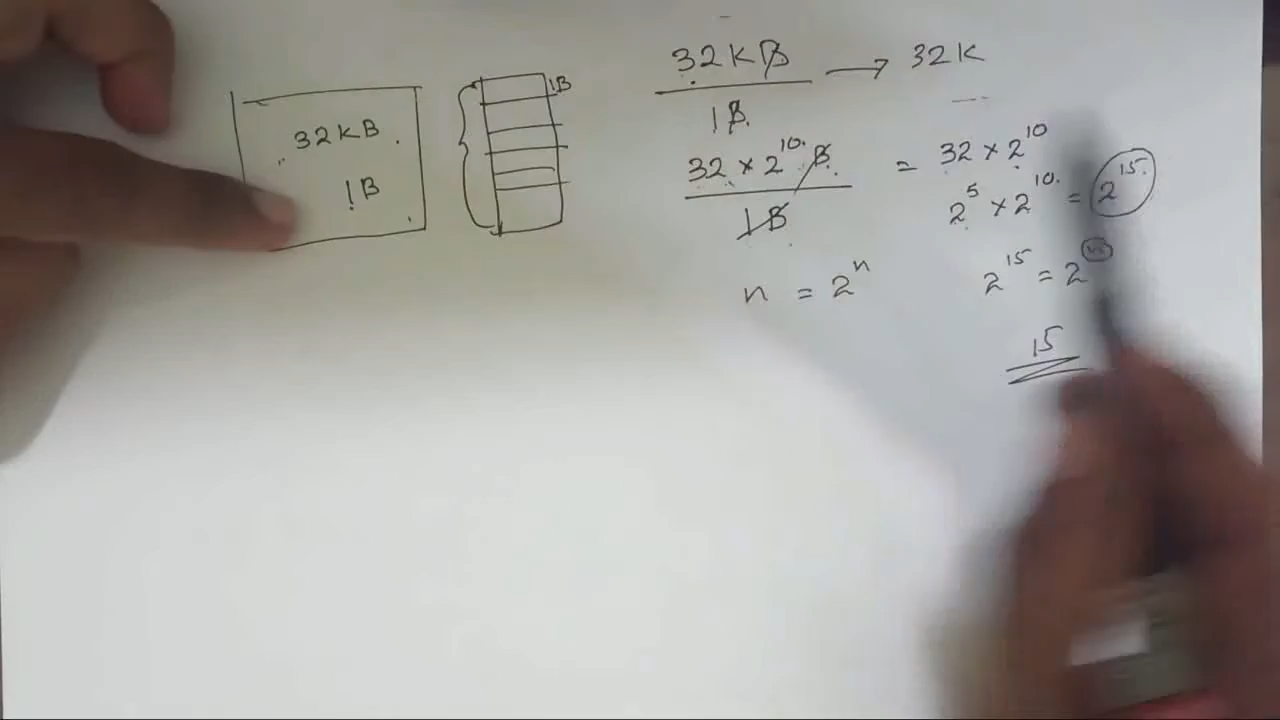 32KB
1B
1B
32KB / 1B → 32K
32 × 2^10 B / 1B = 32 × 2^10
2^5 × 2^10 = 2^15
n = 2^n
2^15 = 2^
15